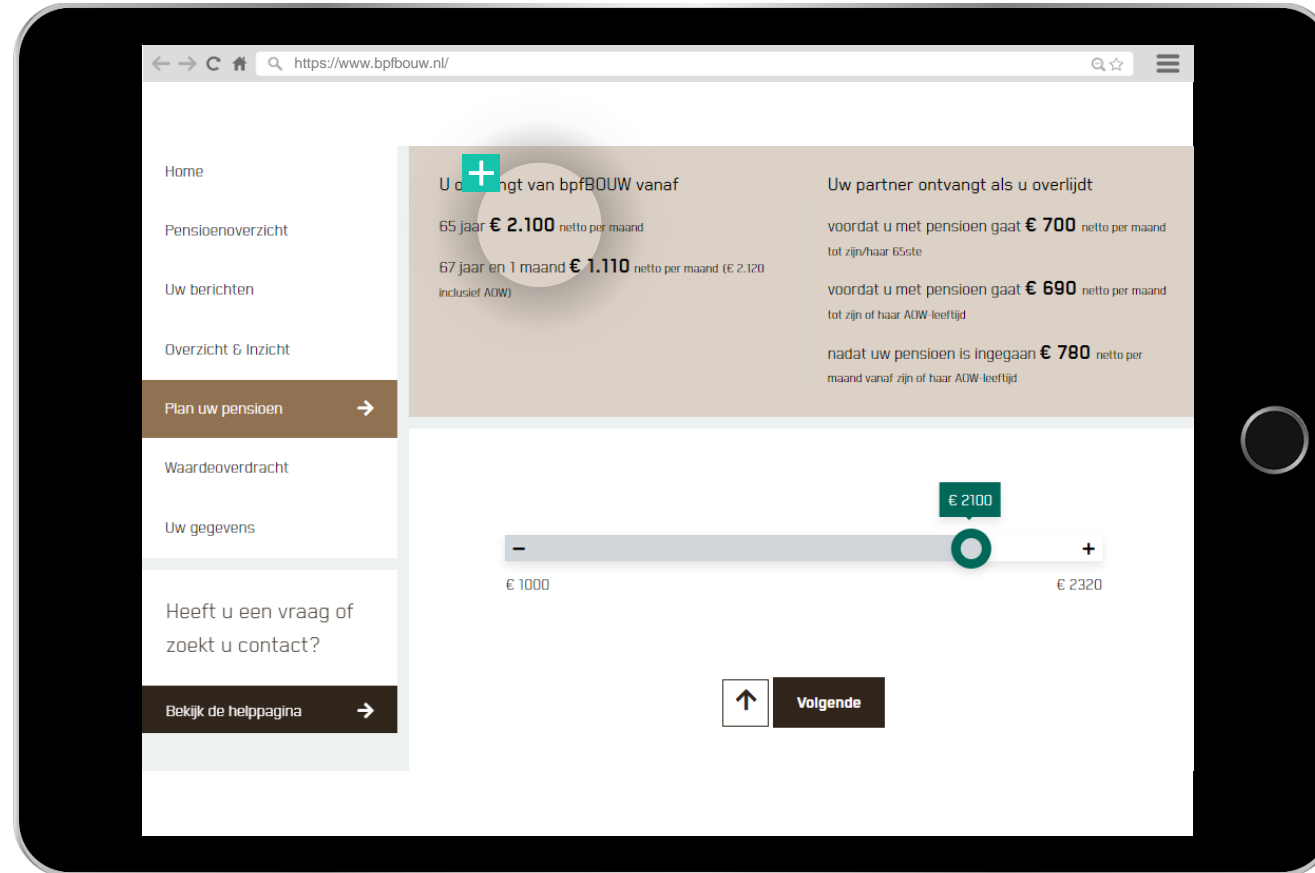 https://www.bpfbouw.nl/
Home
Pensioenoverzicht
Uw berichten
Overzicht & Inzicht
Plan uw pensioen
Waardeoverdracht
Uw gegevens
Heeft u een vraag of
zoekt u contact?
Bekijk de helppagina
U o ngt van bpfBOUW vanaf
65 jaar € 2.100 netto per maand
67 jaar en 1 maand € 1.110 netto per maand (€ 2.120
inclusief AOW)
Uw partner ontvangt als u overlijdt
voordat u met pensioen gaat € 700 netto per maand
tot zijn/haar 65ste
voordat u met pensioen gaat € 690 netto per maand
tot zijn of haar AOW-leeftijd
nadat uw pensioen is ingegaan € 780 netto per
maand vanaf zijn of haar AOW-leeftijd
€ 2100
€ 1000
€ 2320
Volgende